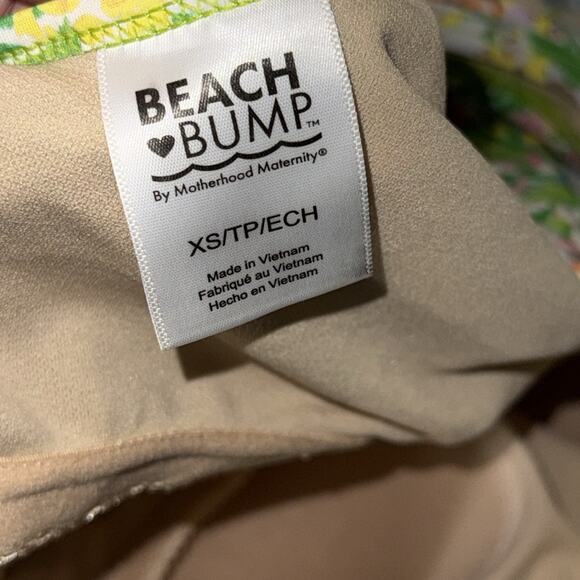 BEACH
♥BUMP™
By Motherhood Maternity®
XS/TP/ECH
Made in Vietnam
Fabriqué au Vietnam
Hecho en Vietnam